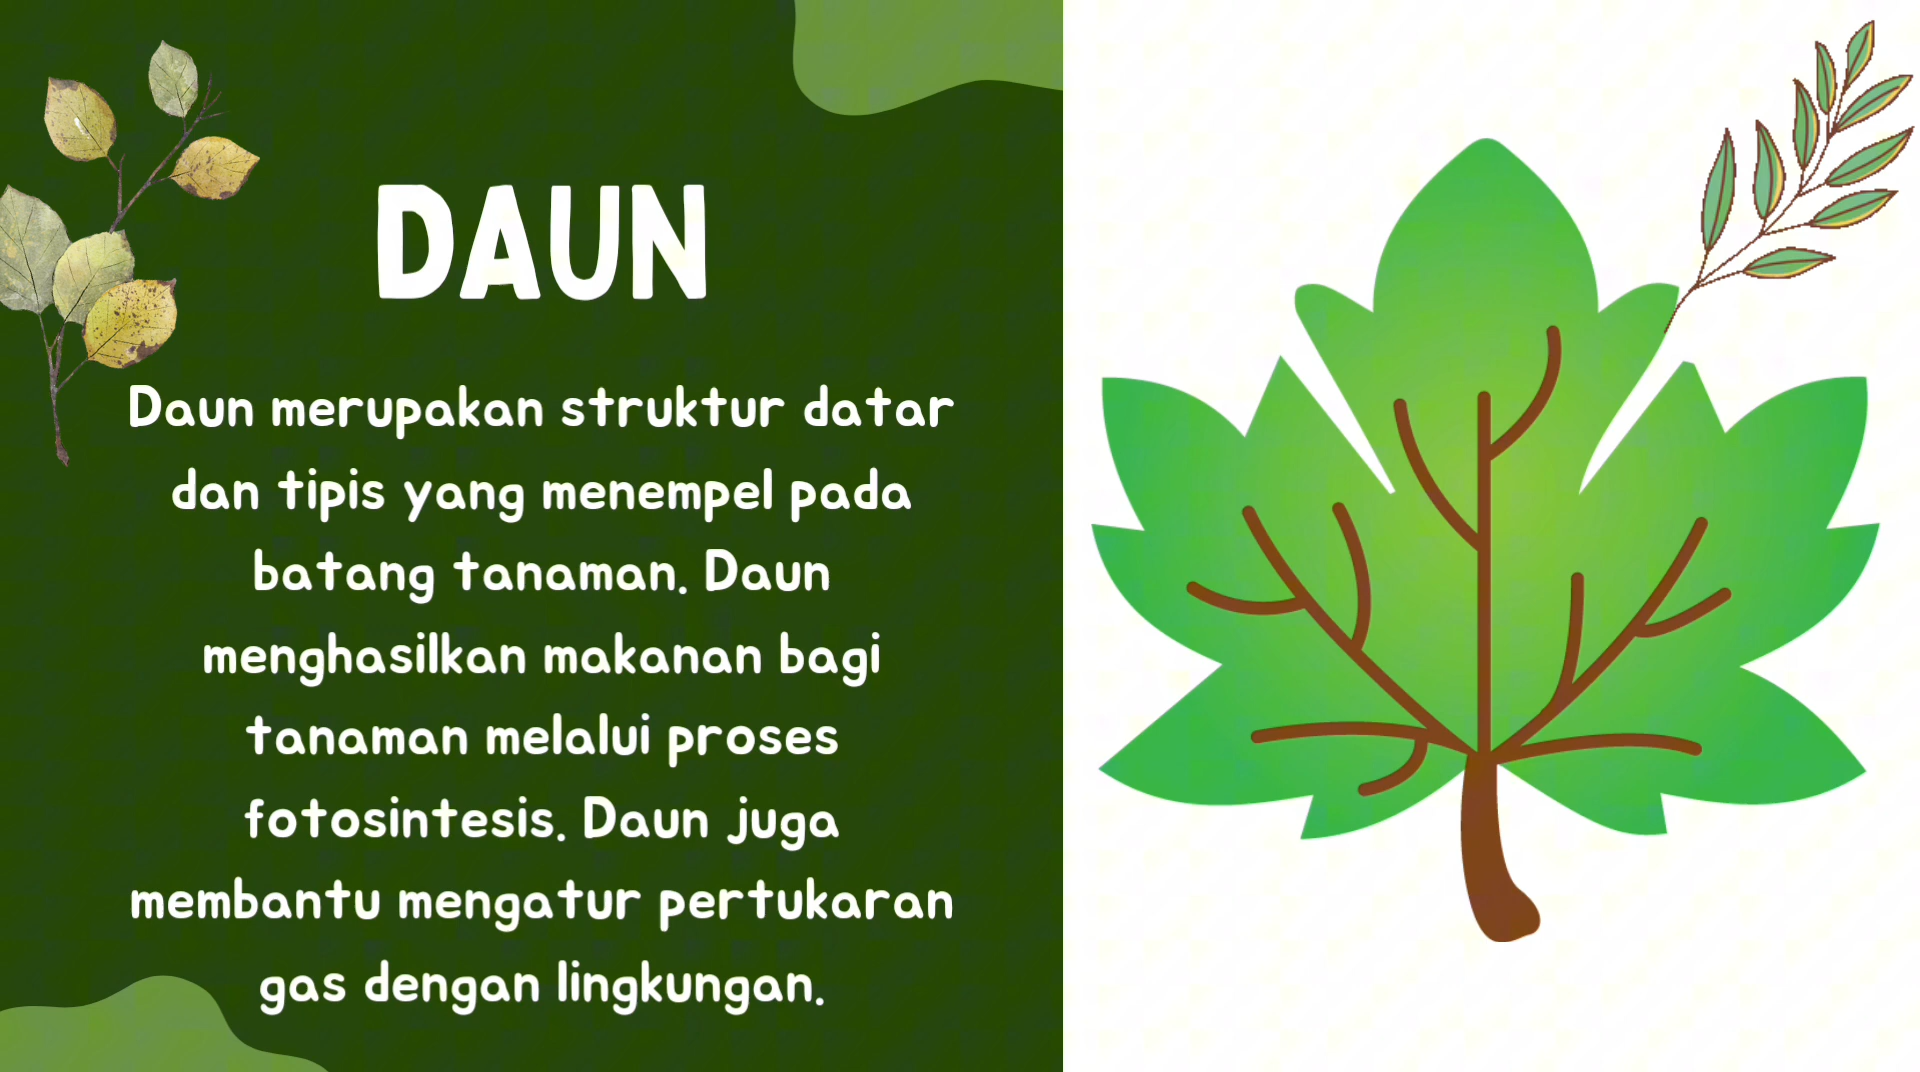 DAUN
Daun merupakan struktur datar
dan tipis yang menempel pada
batang tanaman. Daun
menghasilkan makanan bagi
tanaman melalui proses
fotosintesis. Daun juga
membantu mengatur pertukaran
gas dengan lingkungan.